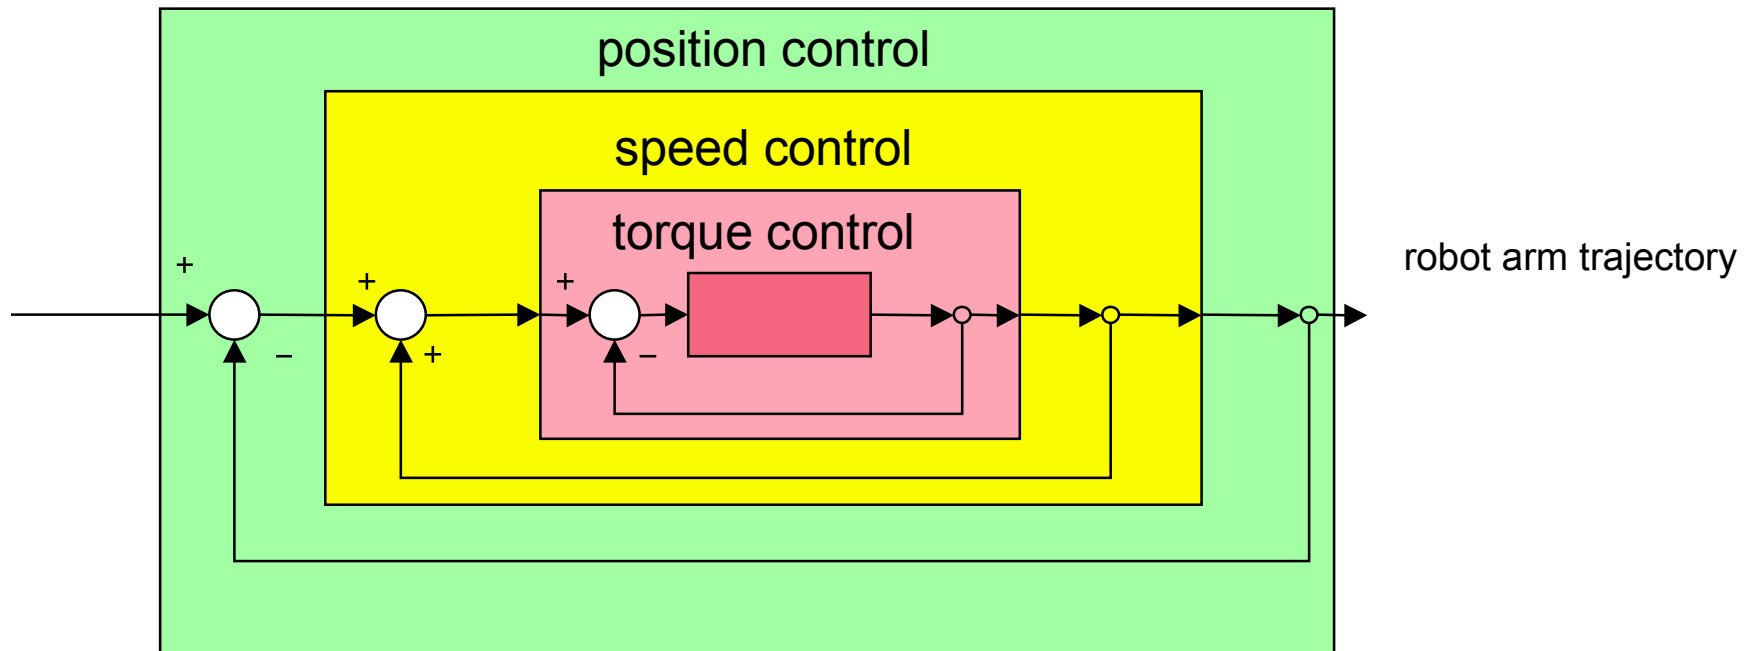 position control
speed control
torque control
robot arm trajectory
+
+
+
−
+
−